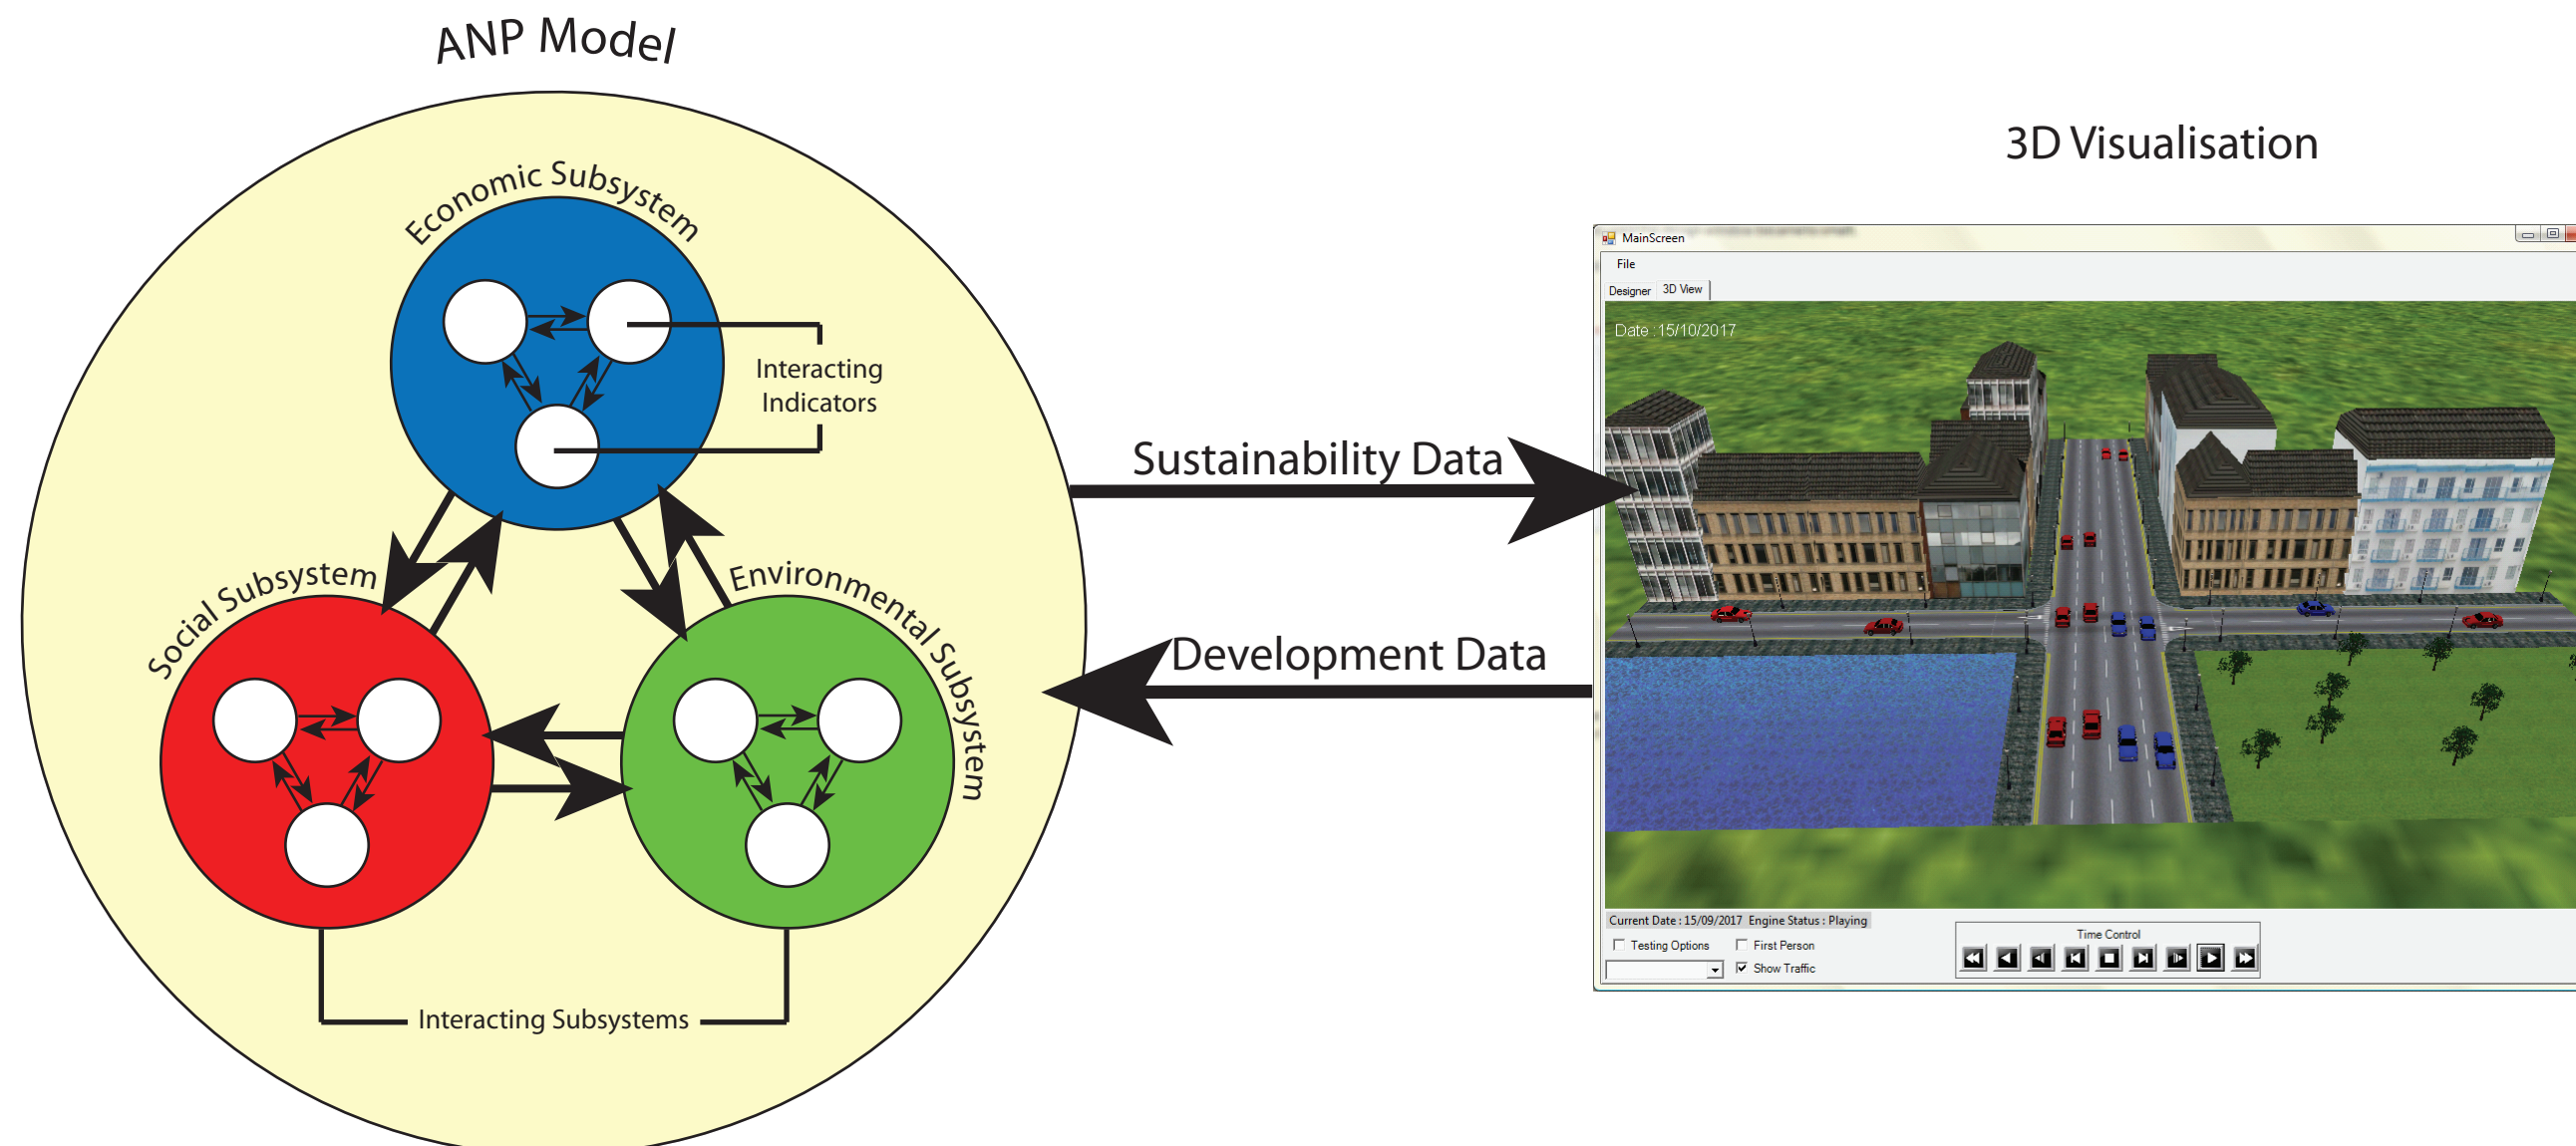 ANP Model
Economic Subsystem
Interacting
Indicators
Social Subsystem
Environmental Subsystem
Interacting Subsystems
Sustainability Data
Development Data
3D Visualisation
MainScreen
File
Designer 3D View
Date :15/10/2017
Current Date : 15/09/2017 Engine Status : Playing
Testing Options First Person
Show Traffic
Time Control